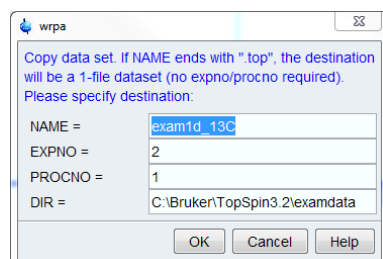 wrpa
Copy data set. If NAME ends with ".top", the destination
will be a 1-file dataset (no expno/procno required).
Please specify destination:
NAME = exam1d_13C
EXPNO = 2
PROCNO = 1
DIR = C:\Bruker\TopSpin3.2\examdata
OK Cancel Help